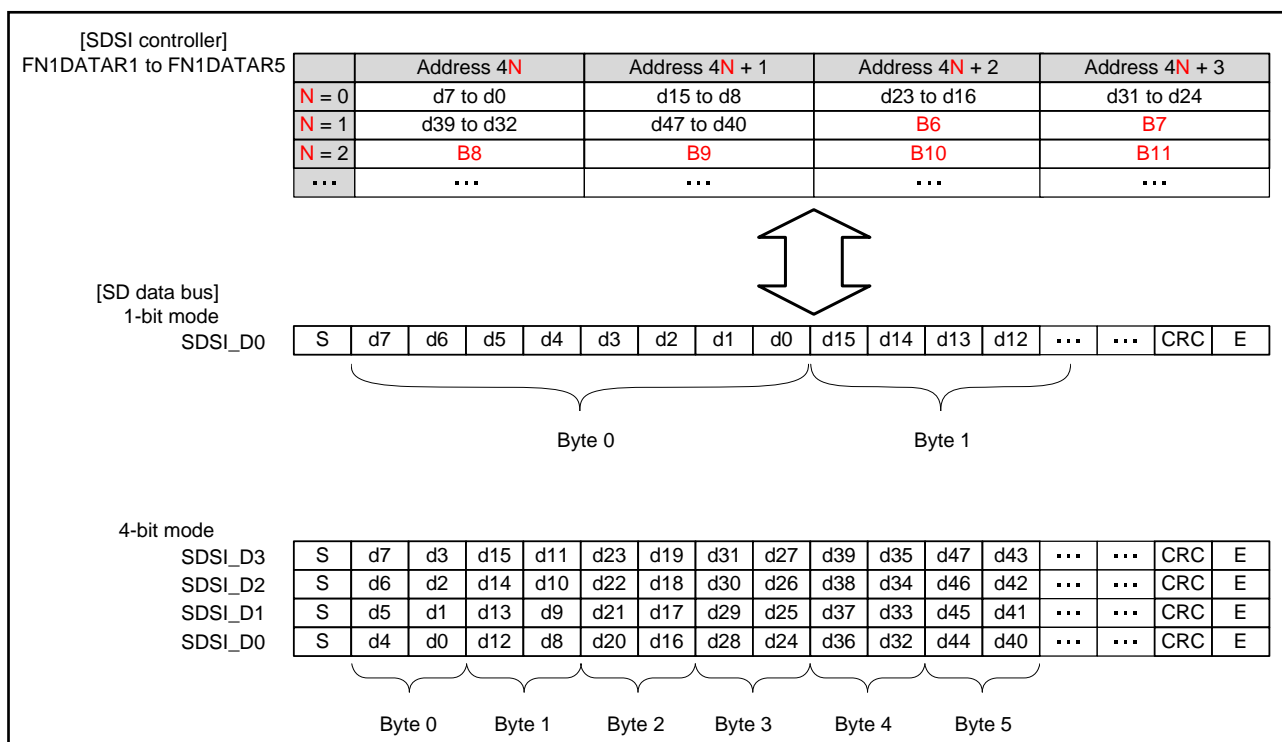 [SDSI controller]
FN1DATAR1 to FN1DATAR5
Address 4N Address 4N + 1 Address 4N + 2 Address 4N + 3
N = 0 d7 to d0 d15 to d8 d23 to d16 d31 to d24
N = 1 d39 to d32 d47 to d40 B6 B7
N = 2 B8 B9 B10 B11
... ... ... ... ...
[SD data bus]
1-bit mode
SDSI_D0 S d7 d6 d5 d4 d3 d2 d1 d0 d15 d14 d13 d12 ... ... CRC E
Byte 0 Byte 1
4-bit mode
SDSI_D3 S d7 d3 d15 d11 d23 d19 d31 d27 d39 d35 d47 d43 ... ... CRC E
SDSI_D2 S d6 d2 d14 d10 d22 d18 d30 d26 d38 d34 d46 d42 ... ... CRC E
SDSI_D1 S d5 d1 d13 d9 d21 d17 d29 d25 d37 d33 d45 d41 ... ... CRC E
SDSI_D0 S d4 d0 d12 d8 d20 d16 d28 d24 d36 d32 d44 d40 ... ... CRC E
Byte 0 Byte 1 Byte 2 Byte 3 Byte 4 Byte 5